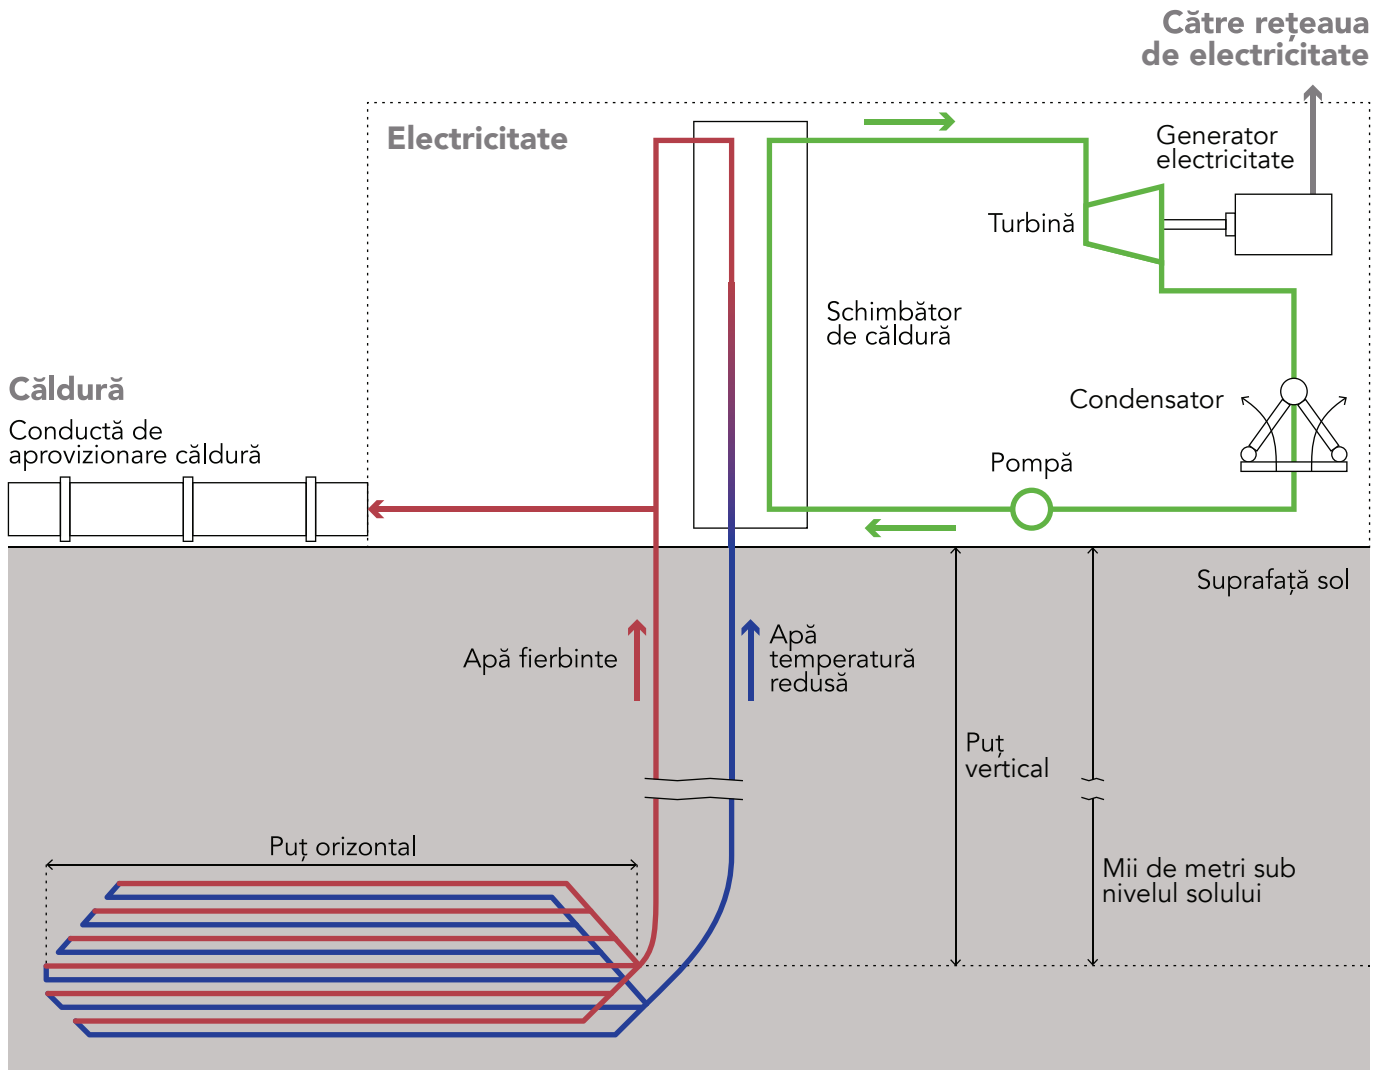 Către rețeaua
de electricitate
Electricitate
Generator
electricitate
Turbină
Schimbător
de căldură
Căldură
Conductă de
aprovizionare căldură
Condensator
Pompă
Suprafață sol
Apă fierbinte
Apă
temperatură
redusă
Puț
vertical
Puț orizontal
Mii de metri sub
nivelul solului